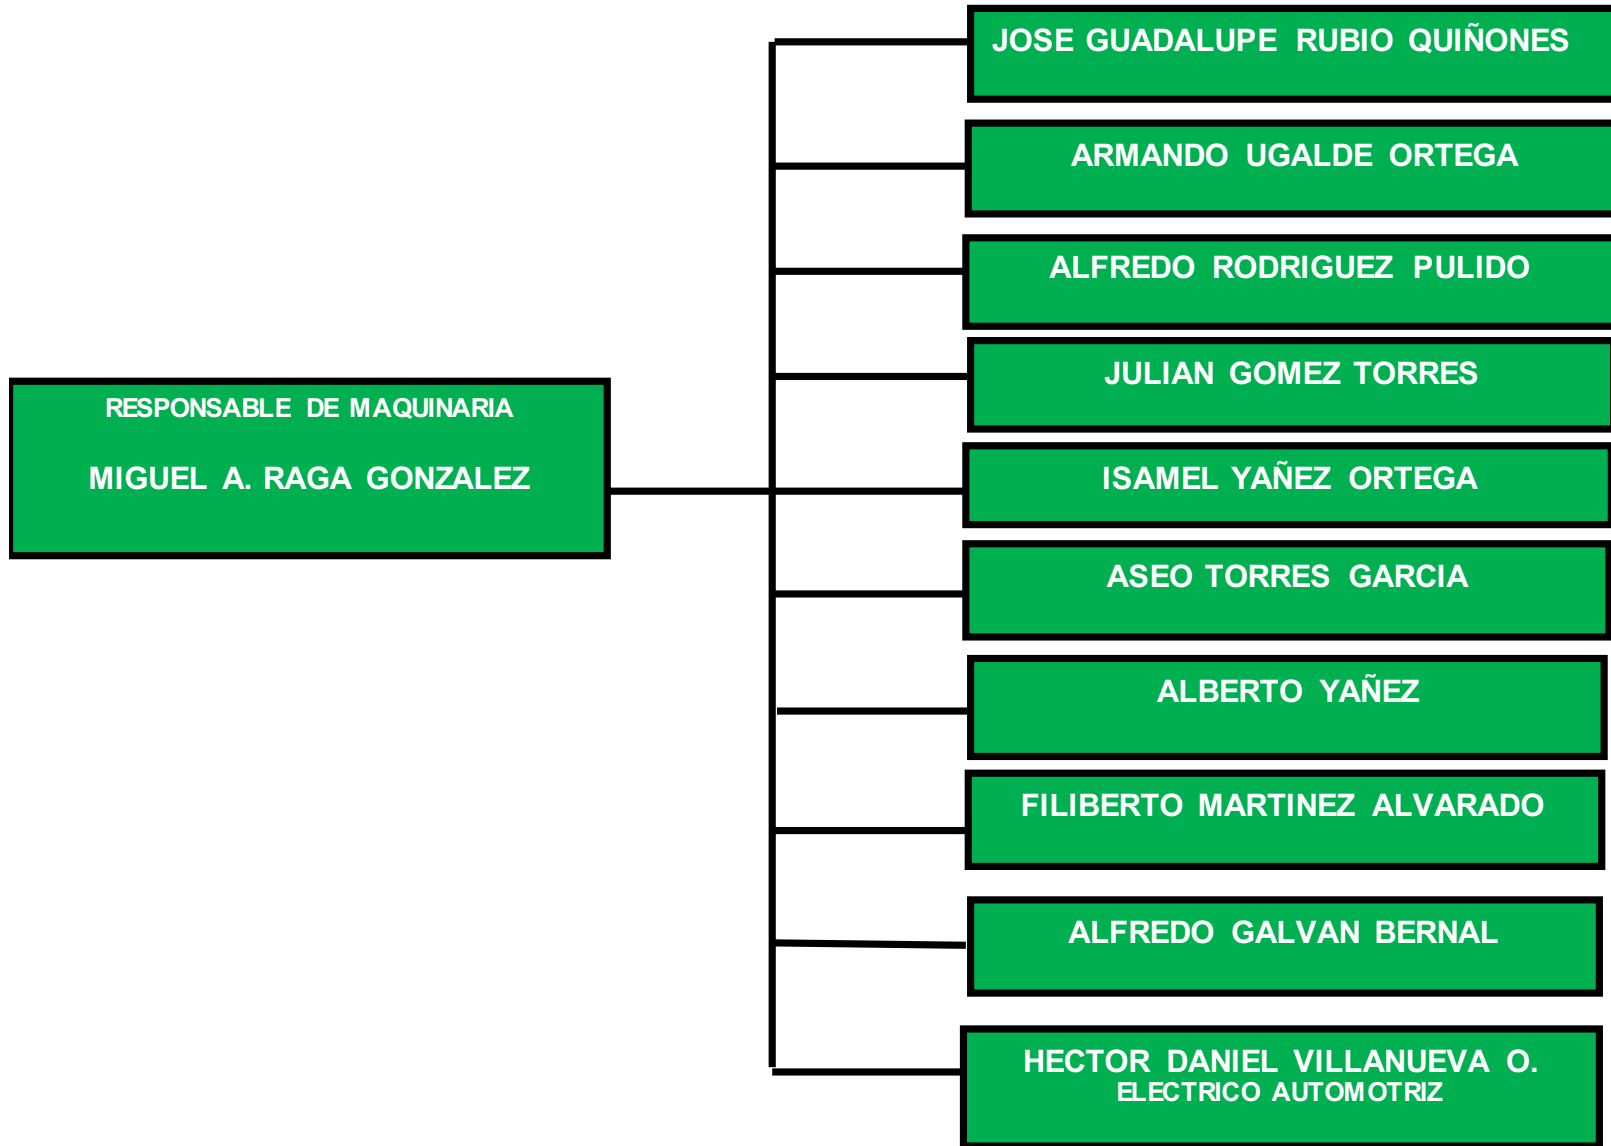 JOSE GUADALUPE RUBIO QUIÑONES
ARMANDO UGALDE ORTEGA
ALFREDO RODRIGUEZ PULIDO
JULIAN GOMEZ TORRES
RESPONSABLE DE MAQUINARIA
MIGUEL A. RAGA GONZALEZ
ISAMEL YAÑEZ ORTEGA
ASEO TORRES GARCIA
ALBERTO YAÑEZ
FILIBERTO MARTINEZ ALVARADO
ALFREDO GALVAN BERNAL
HECTOR DANIEL VILLANUEVA O.
ELECTRICO AUTOMOTRIZ